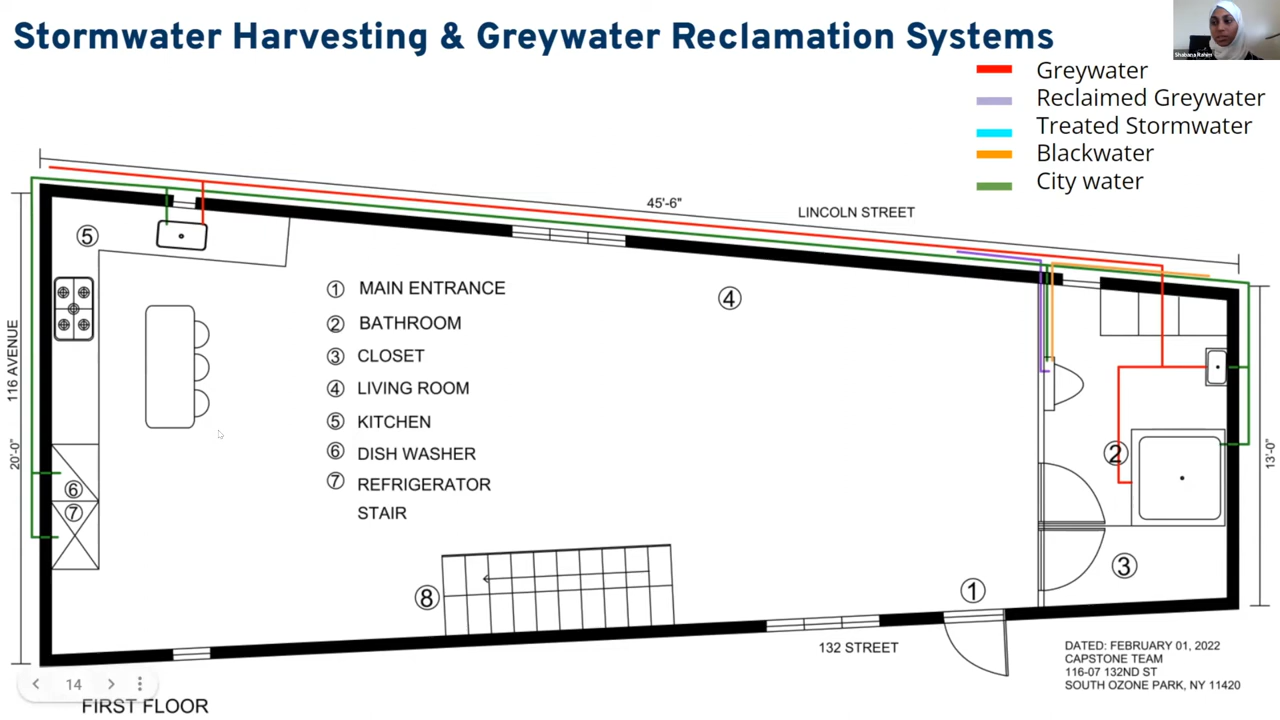 Stormwater Harvesting & Greywater Reclamation Systems
Shabana Rahim
Greywater
Reclaimed Greywater
Treated Stormwater
Blackwater
City water
45'-6"
LINCOLN STREET
116 AVENUE
20'-0"
13'-0"
5
4
6
7
2
3
8
1
1 MAIN ENTRANCE
2 BATHROOM
3 CLOSET
4 LIVING ROOM
5 KITCHEN
6 DISH WASHER
7 REFRIGERATOR
STAIR
132 STREET
DATED: FEBRUARY 01, 2022
CAPSTONE TEAM
116-07 132ND ST
SOUTH OZONE PARK, NY 11420
14
FIRST FLOOR